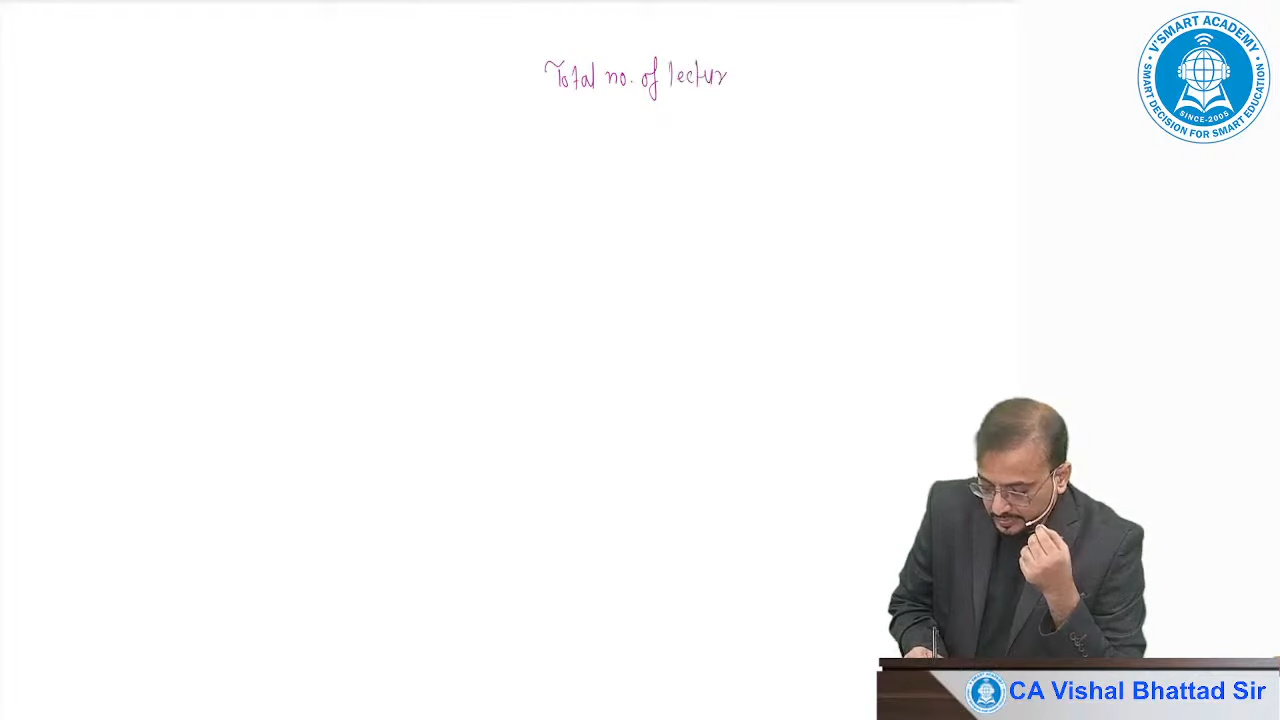 Total no. of lectur
V'SMART ACADEMY
SMART DECISION FOR SMART EDUCATION
SINCE-2005
CA Vishal Bhattad Sir